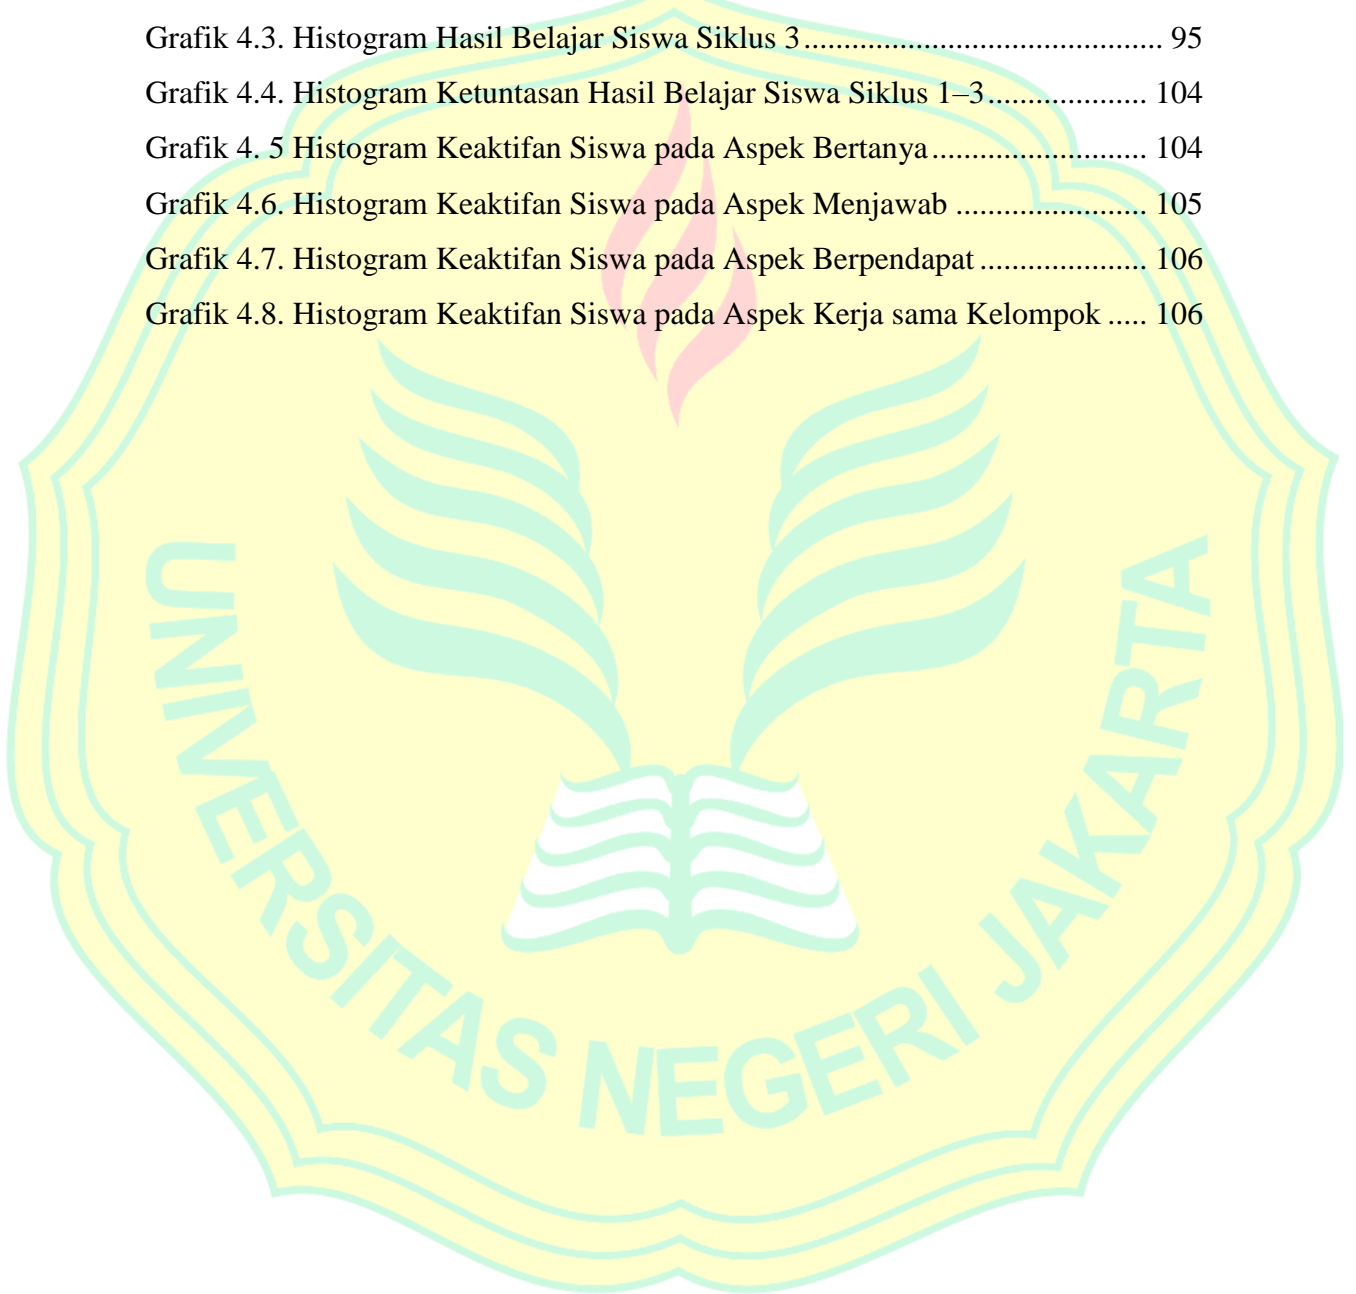 Grafik 4.3. Histogram Hasil Belajar Siswa Siklus 3............................................. 95
Grafik 4.4. Histogram Ketuntasan Hasil Belajar Siswa Siklus 1–3.................... 104
Grafik 4. 5 Histogram Keaktifan Siswa pada Aspek Bertanya........................... 104
Grafik 4.6. Histogram Keaktifan Siswa pada Aspek Menjawab ........................ 105
Grafik 4.7. Histogram Keaktifan Siswa pada Aspek Berpendapat ..................... 106
Grafik 4.8. Histogram Keaktifan Siswa pada Aspek Kerja sama Kelompok ..... 106
UNIVERSITAS NEGERI JAKARTA